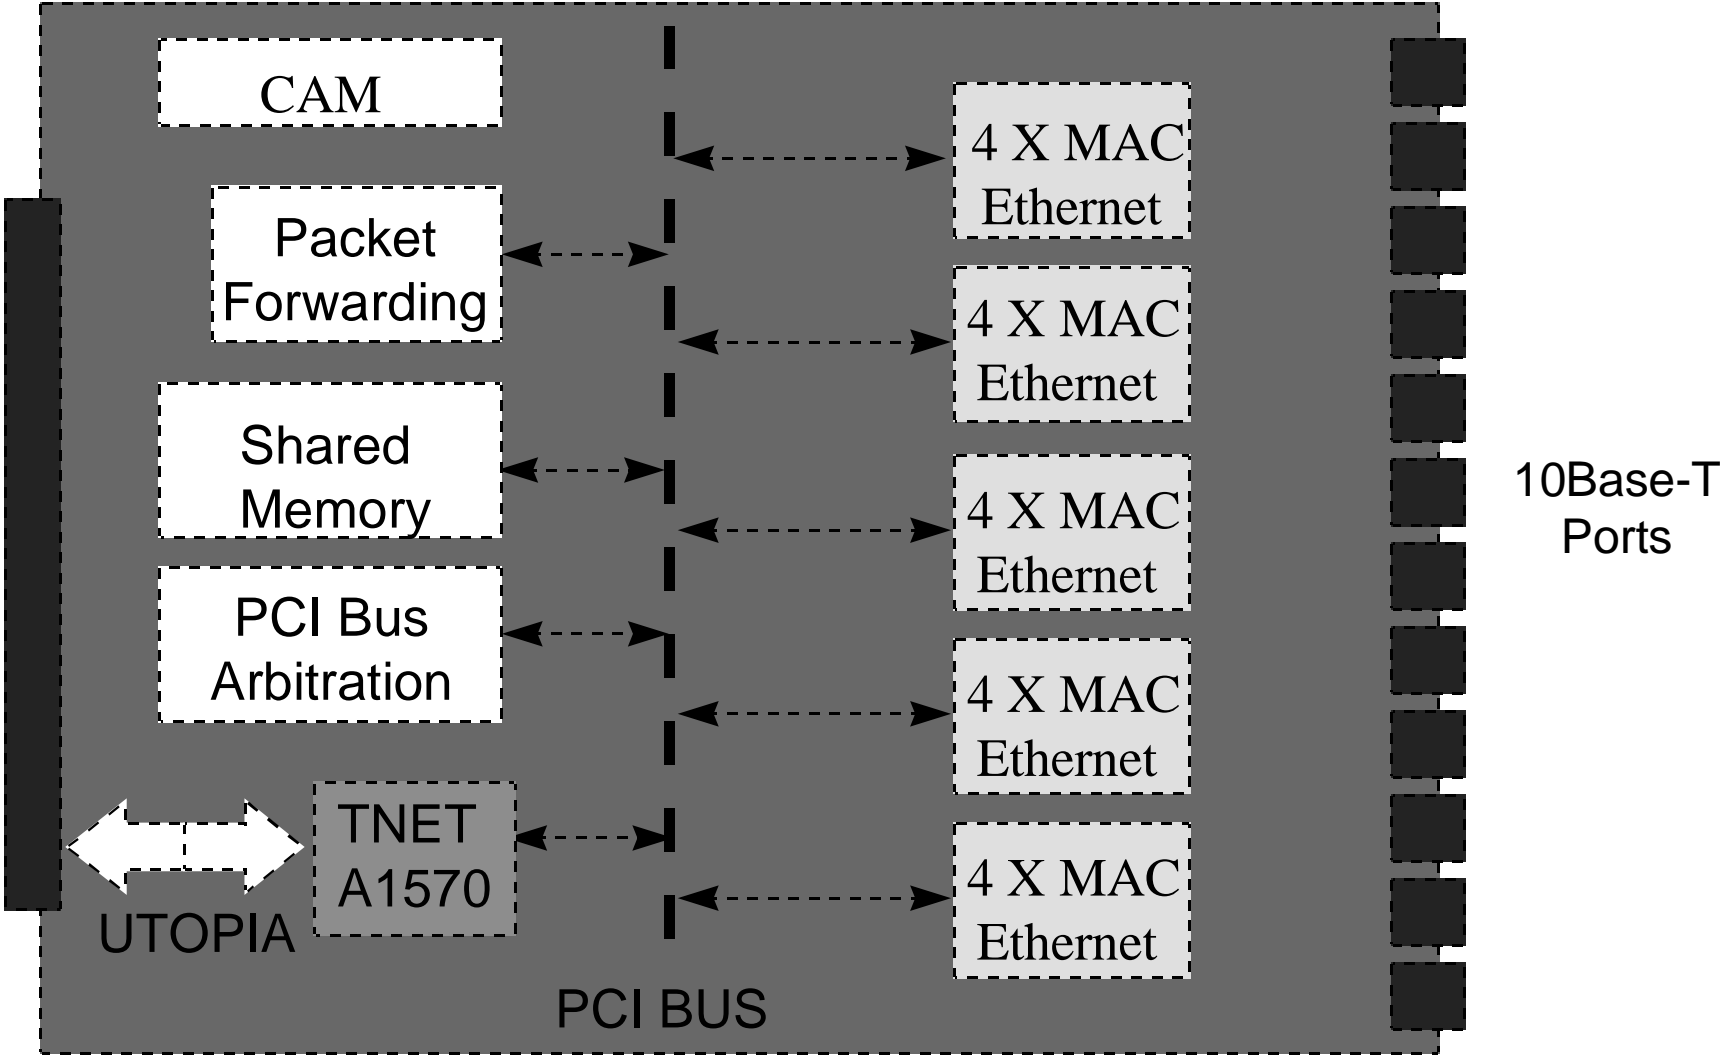 CAM
Packet
Forwarding
Shared
Memory
PCI Bus
Arbitration
TNET
A1570
UTOPIA
PCI BUS
4 X MAC
Ethernet
4 X MAC
Ethernet
4 X MAC
Ethernet
4 X MAC
Ethernet
4 X MAC
Ethernet
10Base-T
Ports